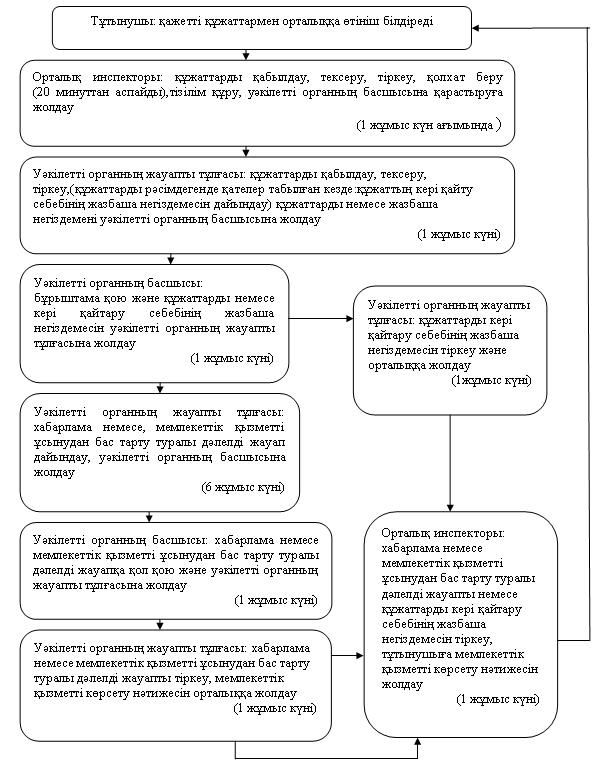 Тұтынушы: қажетті құжаттармен орталыққа өтініш білдіреді
Орталық инспекторы: құжаттарды қабылдау, тексеру, тіркеу, қолхат беру
(20 минуттан аспайды),тізілім құру, уәкілетті органның басшысына қарастыруға
жолдау
(1 жұмыс күн ағымында )
Уәкілетті органның жауапты тұлғасы: құжаттарды қабылдау, тексеру,
тіркеу,(құжаттарды рәсімдегенде қателер табылған кезде:құжаттың кері қайту
себебінің жазбаша негіздемесін дайындау) құжаттарды немесе жазбаша
негіздемені уәкілетті органның басшысына жолдау
(1 жұмыс күні)
Уәкілетті органның басшысы:
бұрыштама қою және құжаттарды немесе
кері қайтару себебінің жазбаша
негіздемесін уәкілетті органның жауапты
тұлғасына жолдау
(1 жұмыс күні)
Уәкілетті органның жауапты
тұлғасы: құжаттарды кері
қайтару себебінің жазбаша
негіздемесін тіркеу және
орталыққа жолдау
(1жұмыс күні)
Уәкілетті органның жауапты тұлғасы:
хабарлама немесе, мемлекеттік қызметті
ұсынудан бас тарту туралы дәлелді жауап
дайындау, уәкілетті органның басшысына
жолдау
(6 жұмыс күні)
Уәкілетті органның басшысы: хабарлама немесе
мемлекеттік қызметті ұсынудан бас тарту туралы
дәлелді жауапқа қол қою және уәкілетті органның
жауапты тұлғасына жолдау
(1 жұмыс күні)
Уәкілетті органның жауапты тұлғасы: хабарлама
немесе мемлекеттік қызметті ұсынудан бас тарту
туралы дәлелді жауапты тіркеу, мемлекеттік
қызметті көрсету нәтижесін орталыққа жолдау
(1 жұмыс күні)
Орталық инспекторы:
хабарлама немесе
мемлекеттік қызметті
ұсынудан бас тарту туралы
дәлелді жауапты немесе
құжаттарды кері қайтару
себебінің жазбаша
негіздемесін тіркеу,
тұтынушыға мемлекеттік
қызметті көрсету нәтижесін
жолдау
(1 жұмыс күні)